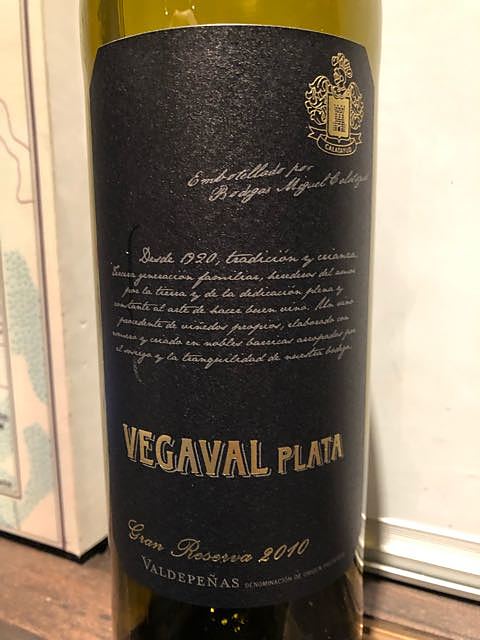 CALATAYUD
Embotellado por
Bodegas Miguel Calatayud
Desde 1920, tradición y crianza
Tercera generación familiar, herederos del amor
por la tierra y de la dedicación plena y
constante al arte de hacer buen vino. Un vino
procedente de viñedos propios, elaborado con
esmero y criado en nobles barricas arropadas por
el sosiego y la tranquilidad de nuestra bodega.
VEGAVAL PLATA
Gran Reserva 2010
VALDEPEÑAS DENOMINACIÓN DE ORIGEN